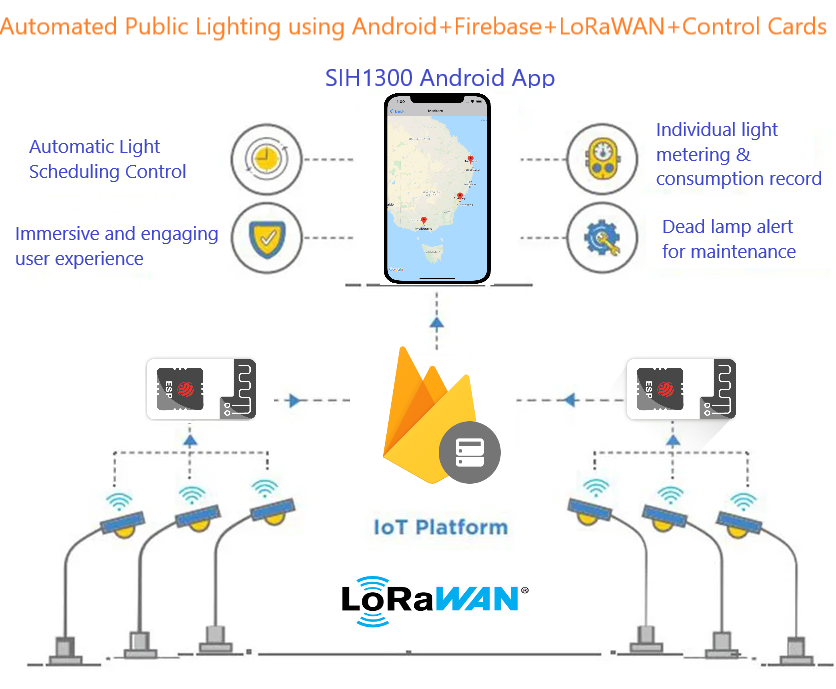 Automated Public Lighting using Android+Firebase+LoRaWAN+Control Cards
SIH1300 Android App
Automatic Light
Scheduling Control
Immersive and engaging
user experience
Individual light
metering &
consumption record
Dead lamp alert
for maintenance
ESP
ESP
IoT Platform
LoRaWAN®